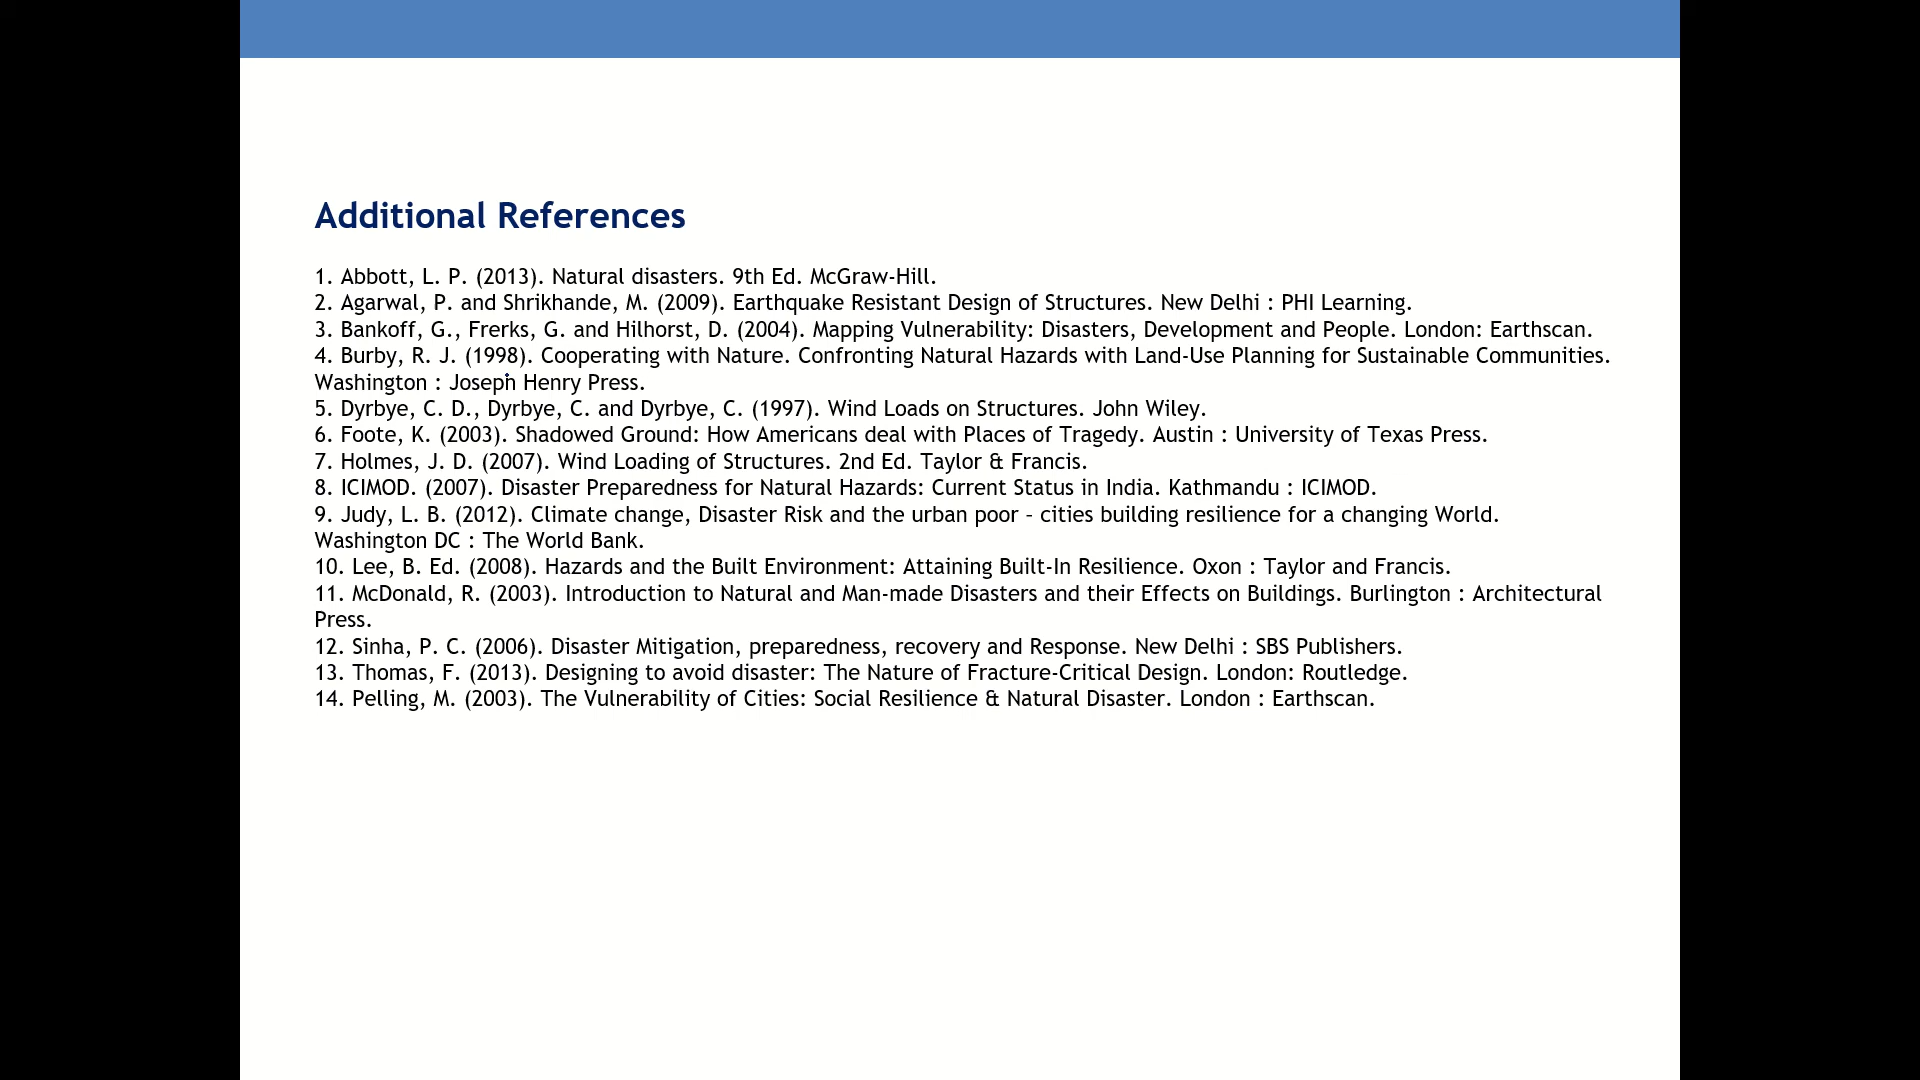 Additional References
1. Abbott, L. P. (2013). Natural disasters. 9th Ed. McGraw-Hill.
2. Agarwal, P. and Shrikhande, M. (2009). Earthquake Resistant Design of Structures. New Delhi : PHI Learning.
3. Bankoff, G., Frerks, G. and Hilhorst, D. (2004). Mapping Vulnerability: Disasters, Development and People. London: Earthscan.
4. Burby, R. J. (1998). Cooperating with Nature. Confronting Natural Hazards with Land-Use Planning for Sustainable Communities.
Washington : Joseph Henry Press.
5. Dyrbye, C. D., Dyrbye, C. and Dyrbye, C. (1997). Wind Loads on Structures. John Wiley.
6. Foote, K. (2003). Shadowed Ground: How Americans deal with Places of Tragedy. Austin : University of Texas Press.
7. Holmes, J. D. (2007). Wind Loading of Structures. 2nd Ed. Taylor & Francis.
8. ICIMOD. (2007). Disaster Preparedness for Natural Hazards: Current Status in India. Kathmandu : ICIMOD.
9. Judy, L. B. (2012). Climate change, Disaster Risk and the urban poor – cities building resilience for a changing World.
Washington DC : The World Bank.
10. Lee, B. Ed. (2008). Hazards and the Built Environment: Attaining Built-In Resilience. Oxon : Taylor and Francis.
11. McDonald, R. (2003). Introduction to Natural and Man-made Disasters and their Effects on Buildings. Burlington : Architectural
Press.
12. Sinha, P. C. (2006). Disaster Mitigation, preparedness, recovery and Response. New Delhi : SBS Publishers.
13. Thomas, F. (2013). Designing to avoid disaster: The Nature of Fracture-Critical Design. London: Routledge.
14. Pelling, M. (2003). The Vulnerability of Cities: Social Resilience & Natural Disaster. London : Earthscan.